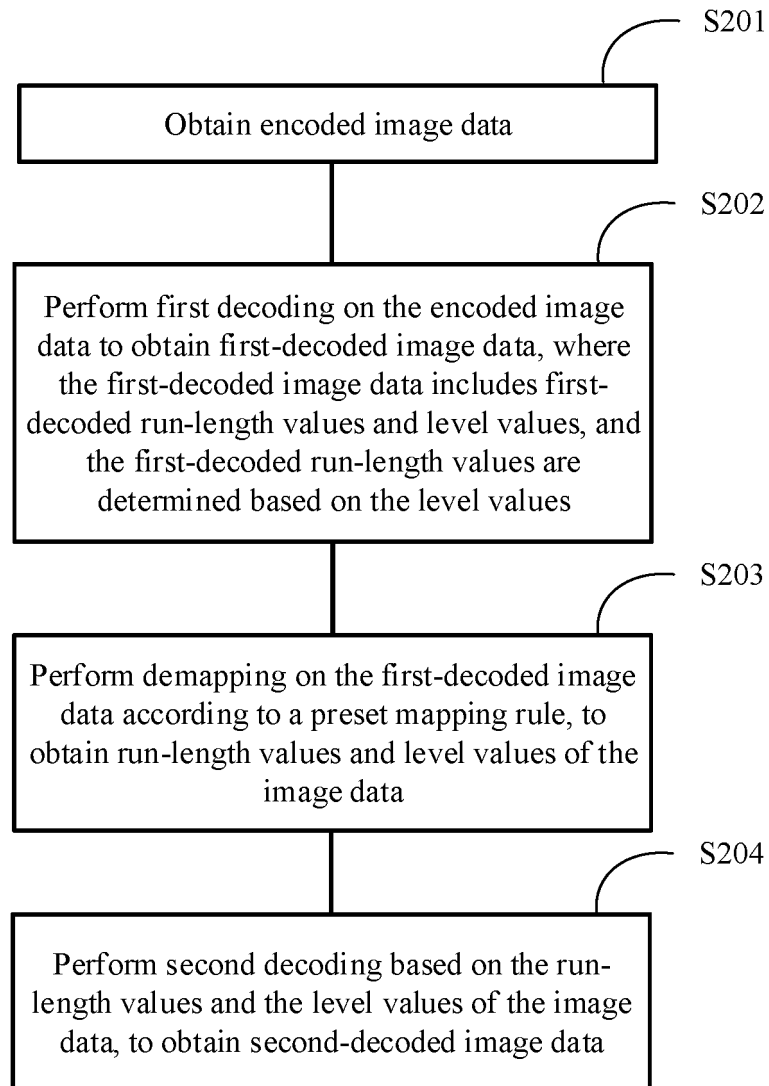 S201
Obtain encoded image data
S202
Perform first decoding on the encoded image
data to obtain first-decoded image data, where
the first-decoded image data includes first-
decoded run-length values and level values, and
the first-decoded run-length values are
determined based on the level values
S203
Perform demapping on the first-decoded image
data according to a preset mapping rule, to
obtain run-length values and level values of the
image data
S204
Perform second decoding based on the run-
length values and the level values of the image
data, to obtain second-decoded image data